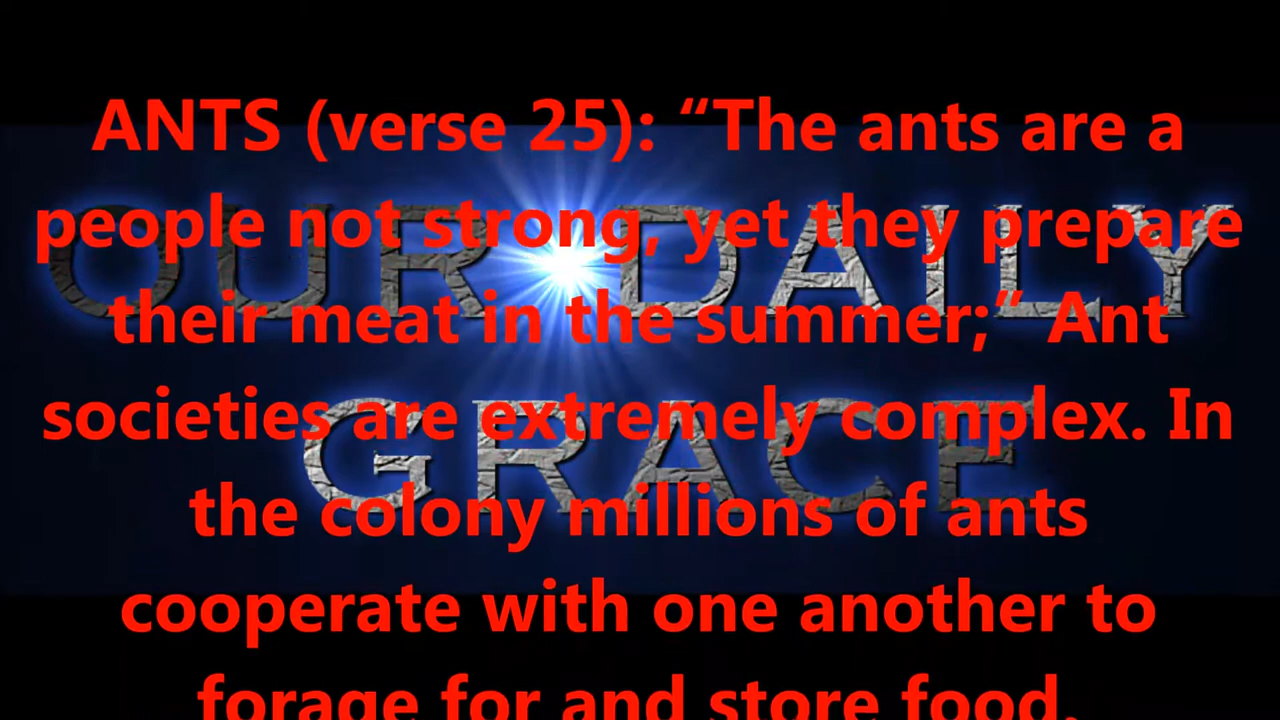 ANTS (verse 25): “The ants are a
people not strong, yet they prepare
their meat in the summer;” Ant
societies are extremely complex. In
the colony millions of ants
cooperate with one another to
forage for and store food.
OUR DAILY
GRACE